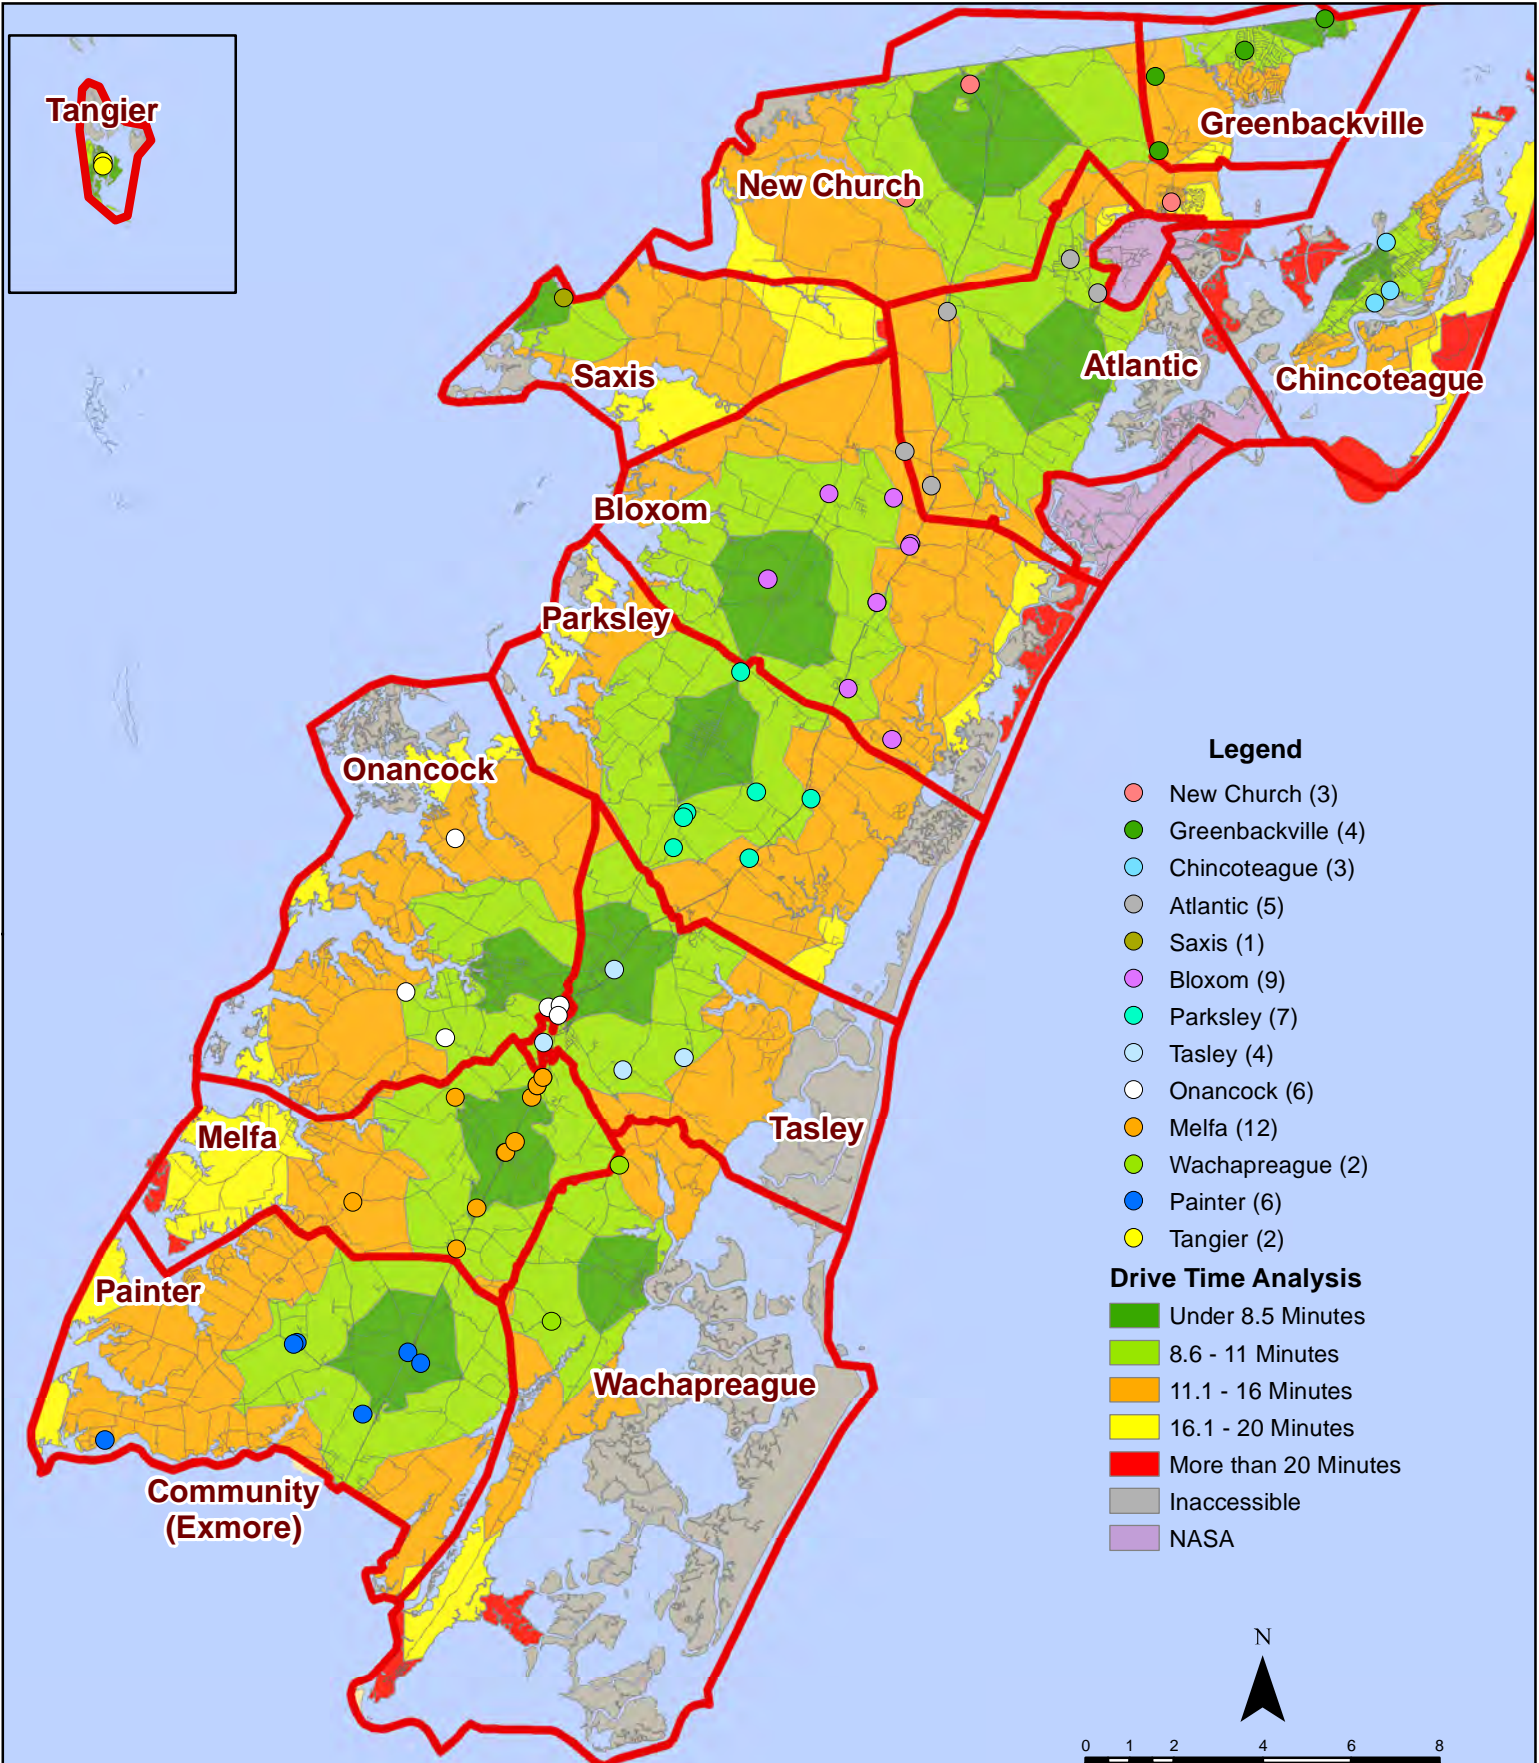 Tangier
Greenbackville
New Church
Atlantic
Saxis
Chincoteague
Bloxom
Parksley
Onancock
Tasley
Melfa
Painter
Wachapreague
Community
(Exmore)
Legend
New Church (3)
Greenbackville (4)
Chincoteague (3)
Atlantic (5)
Saxis (1)
Bloxom (9)
Parksley (7)
Tasley (4)
Onancock (6)
Melfa (12)
Wachapreague (2)
Painter (6)
Tangier (2)
Drive Time Analysis
Under 8.5 Minutes
8.6 - 11 Minutes
11.1 - 16 Minutes
16.1 - 20 Minutes
More than 20 Minutes
Inaccessible
NASA
N
0 1 2 4 6 8